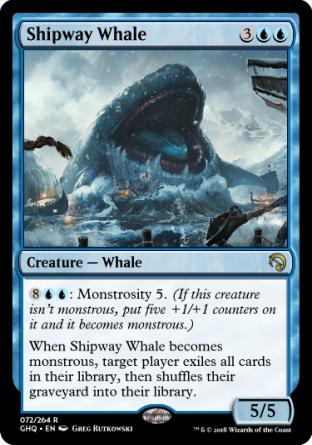 Shipway Whale 3
Creature — Whale
8: Monstrosity 5. (If this creature
isn't monstrous, put five +1/+1 counters on
it and it becomes monstrous.)
When Shipway Whale becomes
monstrous, target player exiles all cards
in their library, then shuffles their
graveyard into their library.
5/5
072/264 R
GHQ • EN Greg Rutkowski
™ & © 2018 Wizards of the Coast